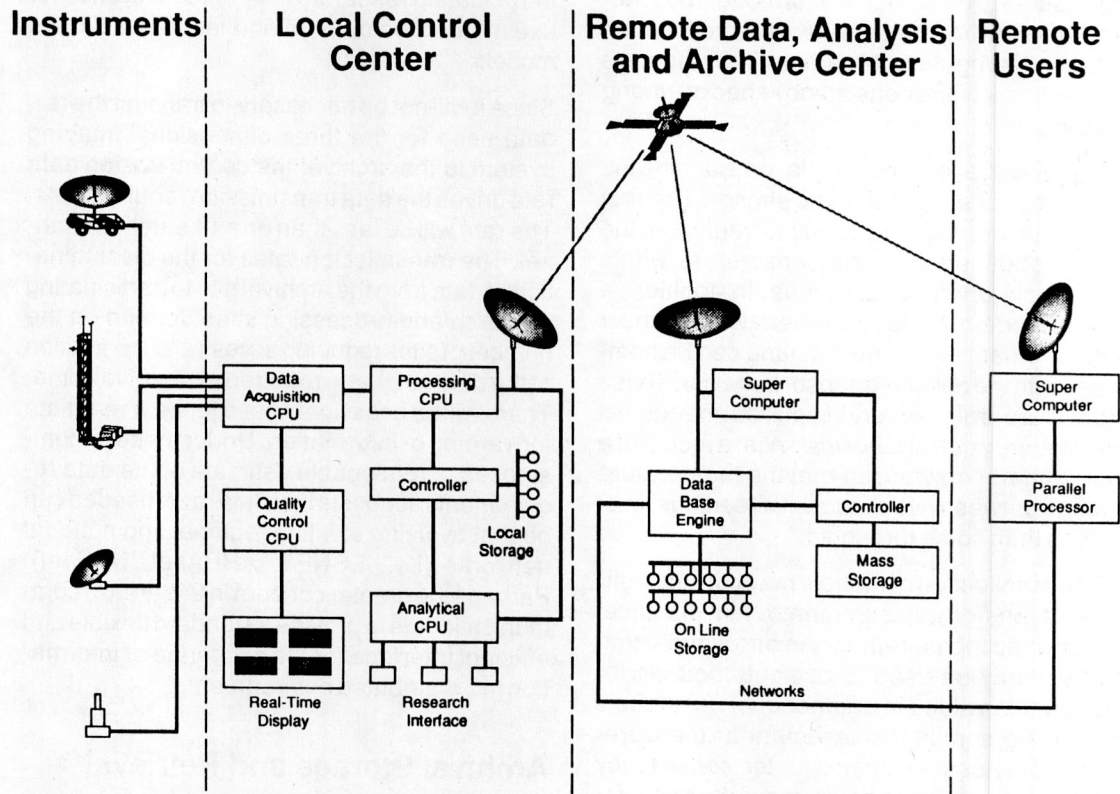 Instruments
Local Control
Center
Remote Data, Analysis
and Archive Center
Remote
Users
Data
Acquisition
CPU
Processing
CPU
Controller
Quality
Control
CPU
Local
Storage
Analytical
CPU
Real-Time
Display
Research
Interface
Super
Computer
Data
Base
Engine
Controller
Mass
Storage
On Line
Storage
Networks
Super
Computer
Parallel
Processor